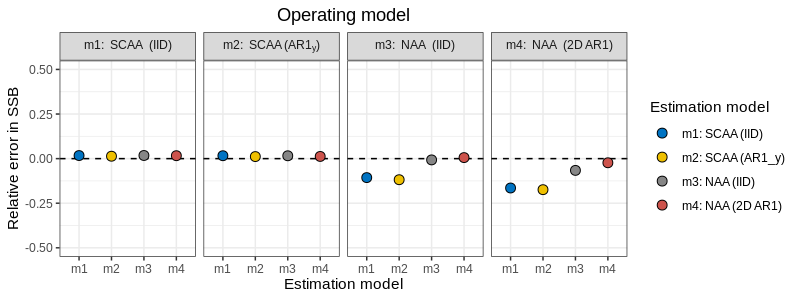 Operating model
m1: SCAA (IID)
m2: SCAA (AR1y)
m3: NAA (IID)
m4: NAA (2D AR1)
Relative error in SSB
0.50
0.25
0.00
-0.25
-0.50
m1 m2 m3 m4
m1 m2 m3 m4
m1 m2 m3 m4
m1 m2 m3 m4
Estimation model
Estimation model
m1: SCAA (IID)
m2: SCAA (AR1_y)
m3: NAA (IID)
m4: NAA (2D AR1)